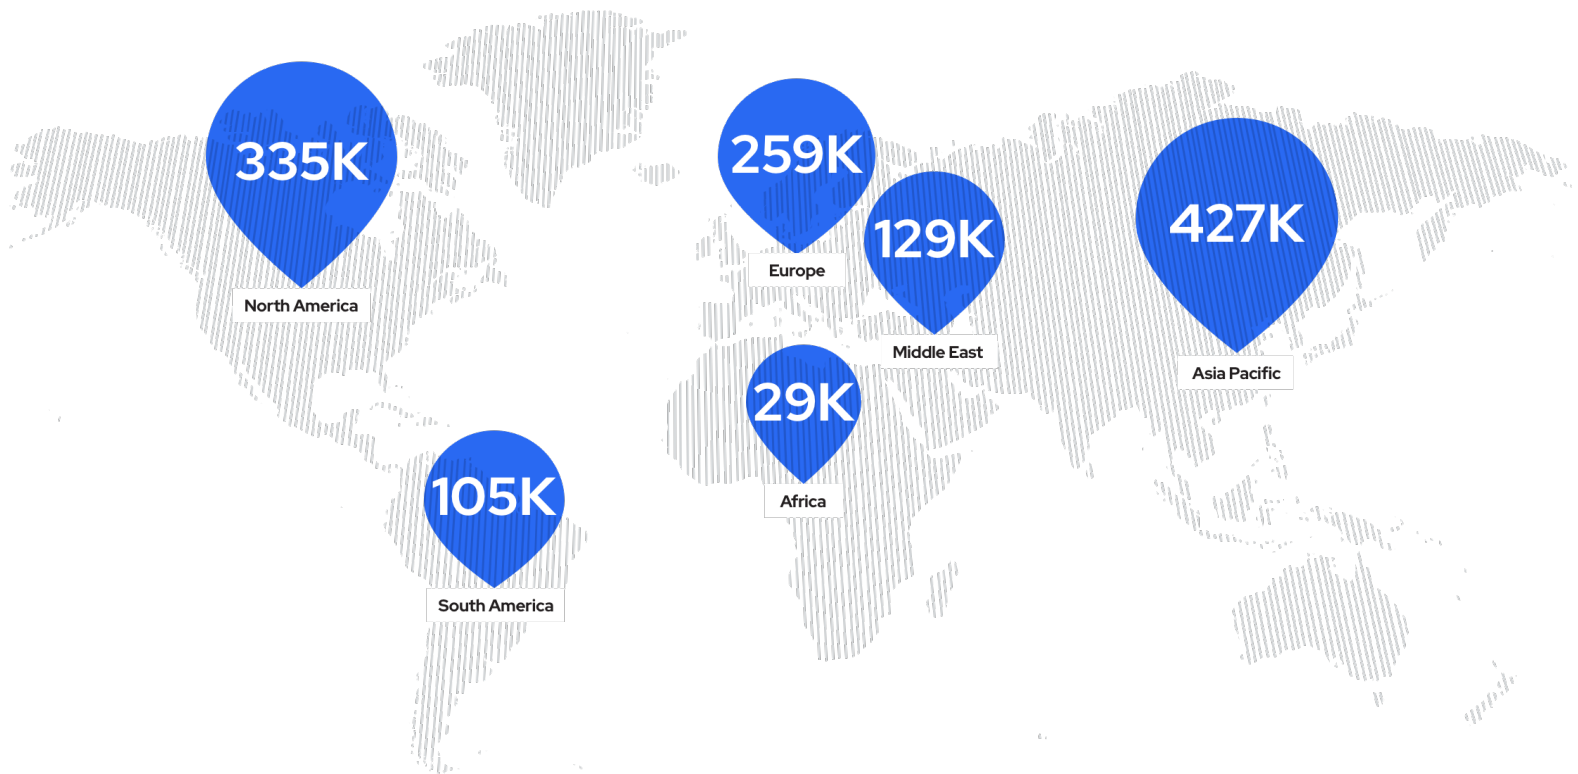 335K
North America
259K
Europe
129K
Middle East
427K
Asia Pacific
29K
Africa
105K
South America